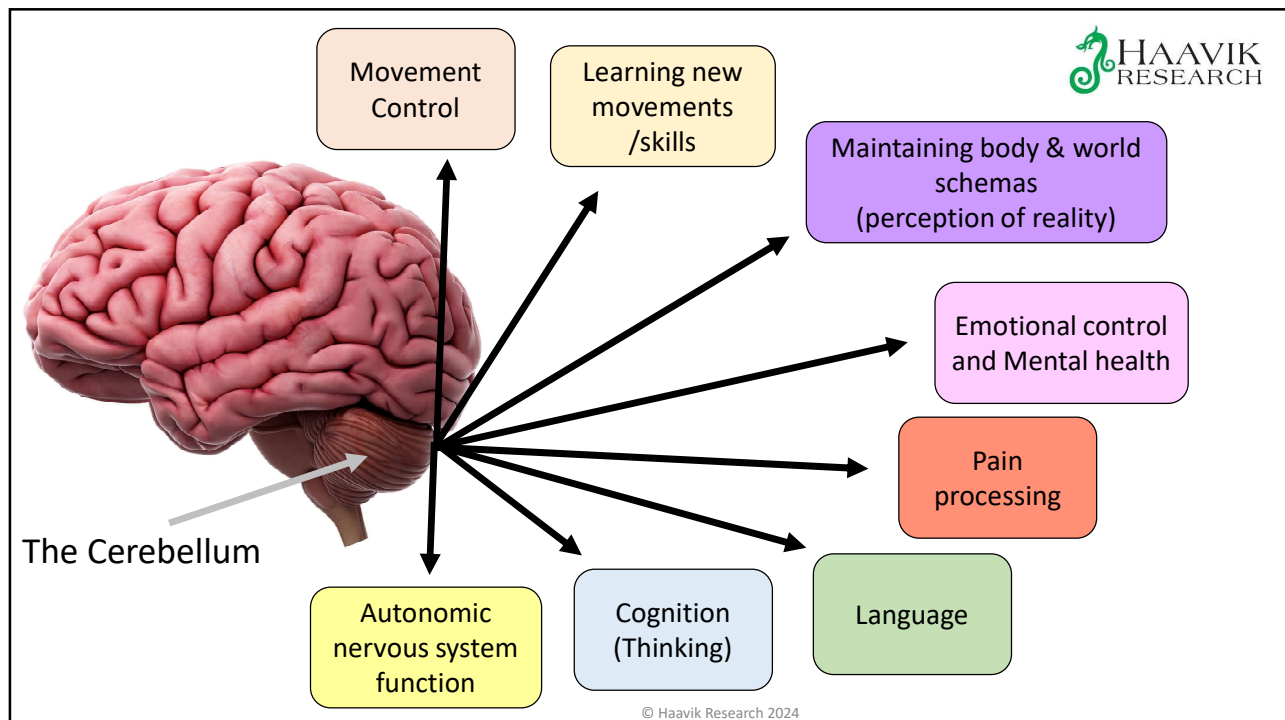 HAAVIK
RESEARCH
Movement
Control
Learning new
movements
/skills
Maintaining body & world
schemas
(perception of reality)
Emotional control
and Mental health
Pain
processing
The Cerebellum
Autonomic
nervous system
function
Cognition
(Thinking)
Language
© Haavik Research 2024